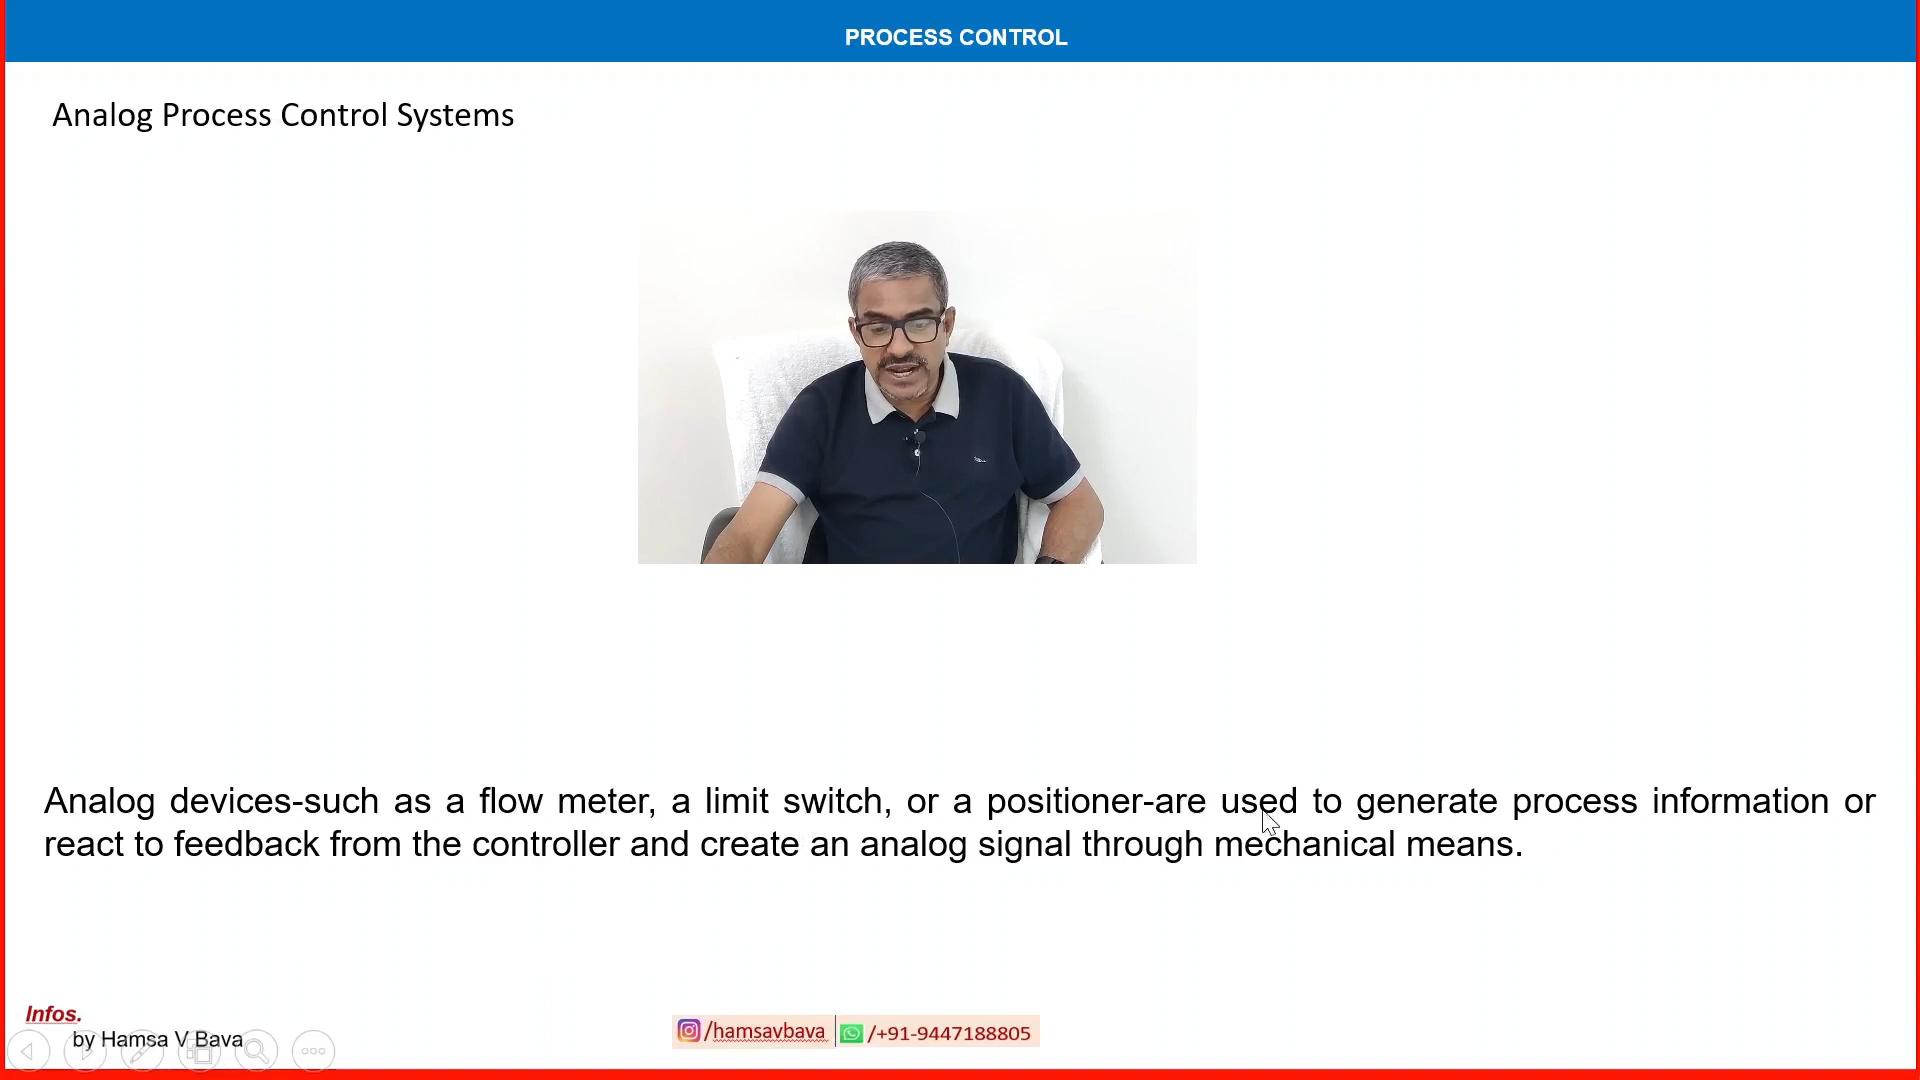 PROCESS CONTROL
Analog Process Control Systems
Analog devices-such as a flow meter, a limit switch, or a positioner-are used to generate process information or
react to feedback from the controller and create an analog signal through mechanical means.
Infos.
by Hamsa V Bava
/hamsavbava
/+91-9447188805